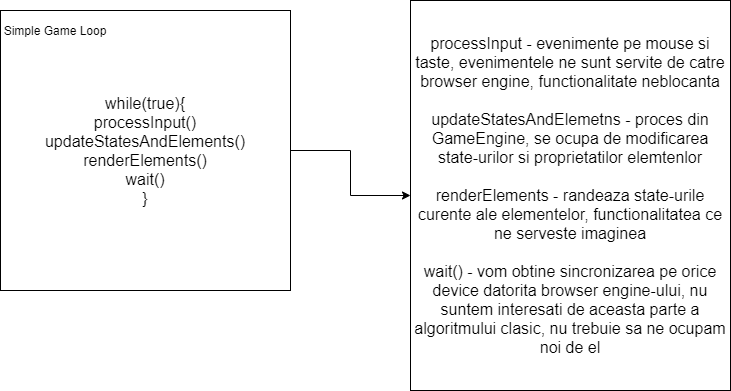 Simple Game Loop
while(true){
processInput()
updateStatesAndElements()
renderElements()
wait()
}
processInput - evenimente pe mouse si
taste, evenimentele ne sunt servite de catre
browser engine, functionalitate neblocanta
updateStatesAndElemetns - proces din
GameEngine, se ocupa de modificarea
state-urilor si proprietatilor elemtenlor
renderElements - randeaza state-urile
curente ale elementelor, functionalitatea ce
ne serveste imaginea
wait() - vom obtine sincronizarea pe orice
device datorita browser engine-ului, nu
suntem interesati de aceasta parte a
algoritmului clasic, nu trebuie sa ne ocupam
noi de el